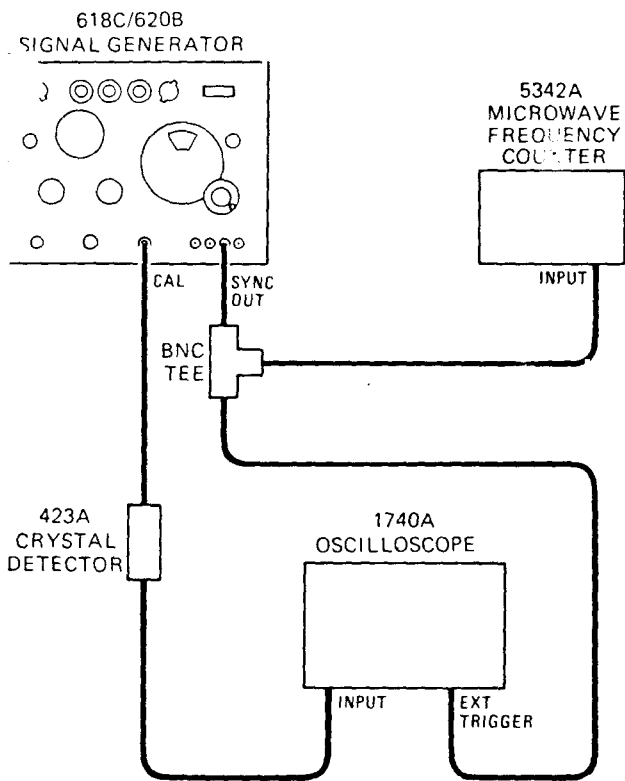 618C/620B
SIGNAL GENERATOR
5342A
MICROWAVE
FREQUENCY
COUNTER
INPUT
CAL
SYNC
OUT
BNC
TEE
423A
CRYSTAL
DETECTOR
1740A
OSCILLOSCOPE
INPUT
EXT
TRIGGER